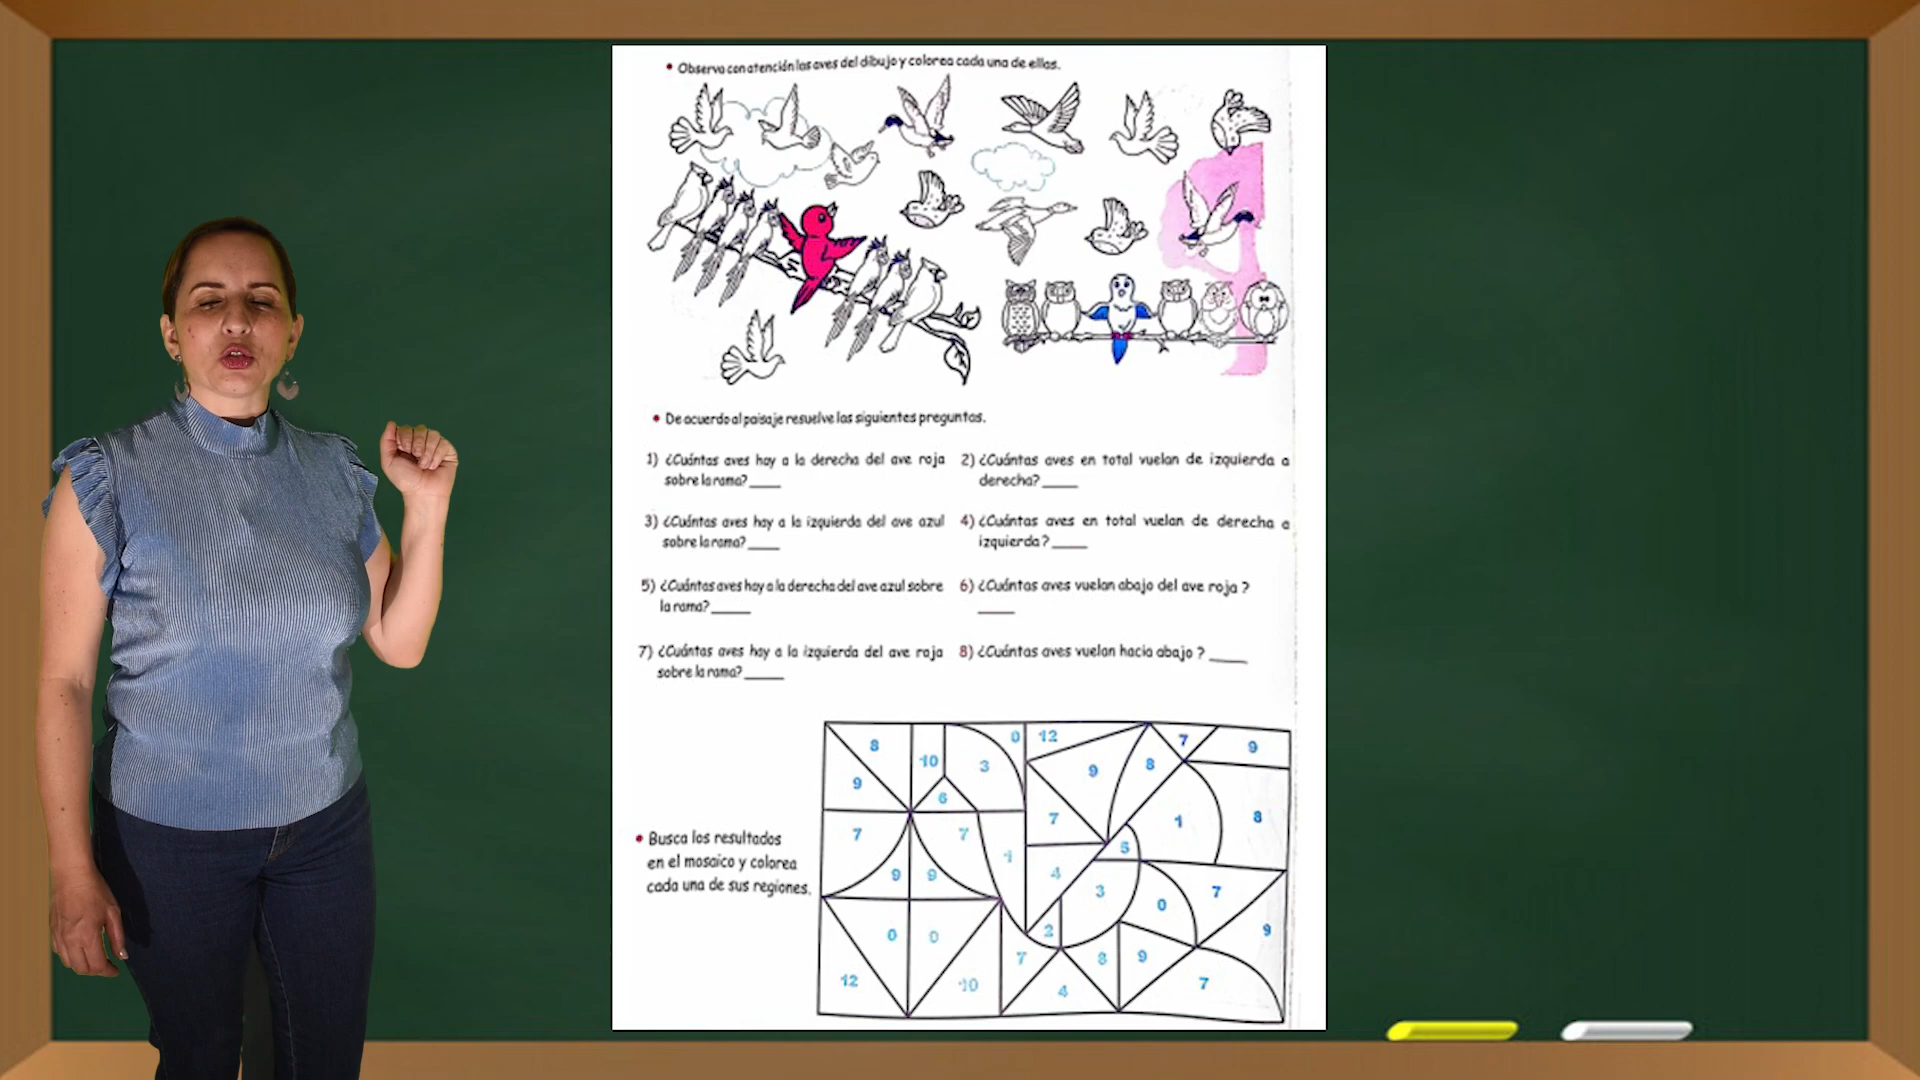 • Observa con atención las aves del dibujo y colorea cada una de ellas.
• De acuerdo al paisaje resuelve las siguientes preguntas.
1) ¿Cuántas aves hay a la derecha del ave roja
sobre la rama? ____
2) ¿Cuántas aves en total vuelan de izquierda a
derecha? ____
3) ¿Cuántas aves hay a la izquierda del ave azul
sobre la rama? ____
4) ¿Cuántas aves en total vuelan de derecha a
izquierda? ____
5) ¿Cuántas aves hay a la derecha del ave azul sobre
la rama? ____
6) ¿Cuántas aves vuelan abajo del ave roja ?
____
7) ¿Cuántas aves hay a la izquierda del ave roja
sobre la rama? ____
8) ¿Cuántas aves vuelan hacia abajo ? ____
• Busca los resultados
en el mosaico y colorea
cada una de sus regiones.
8 10 3 0 12 9 8 7 9
9 6
7 7 1 7 5 1 8
9 9 4 3 0 7
0 0 2 9
12 10 7 4 8 9 7